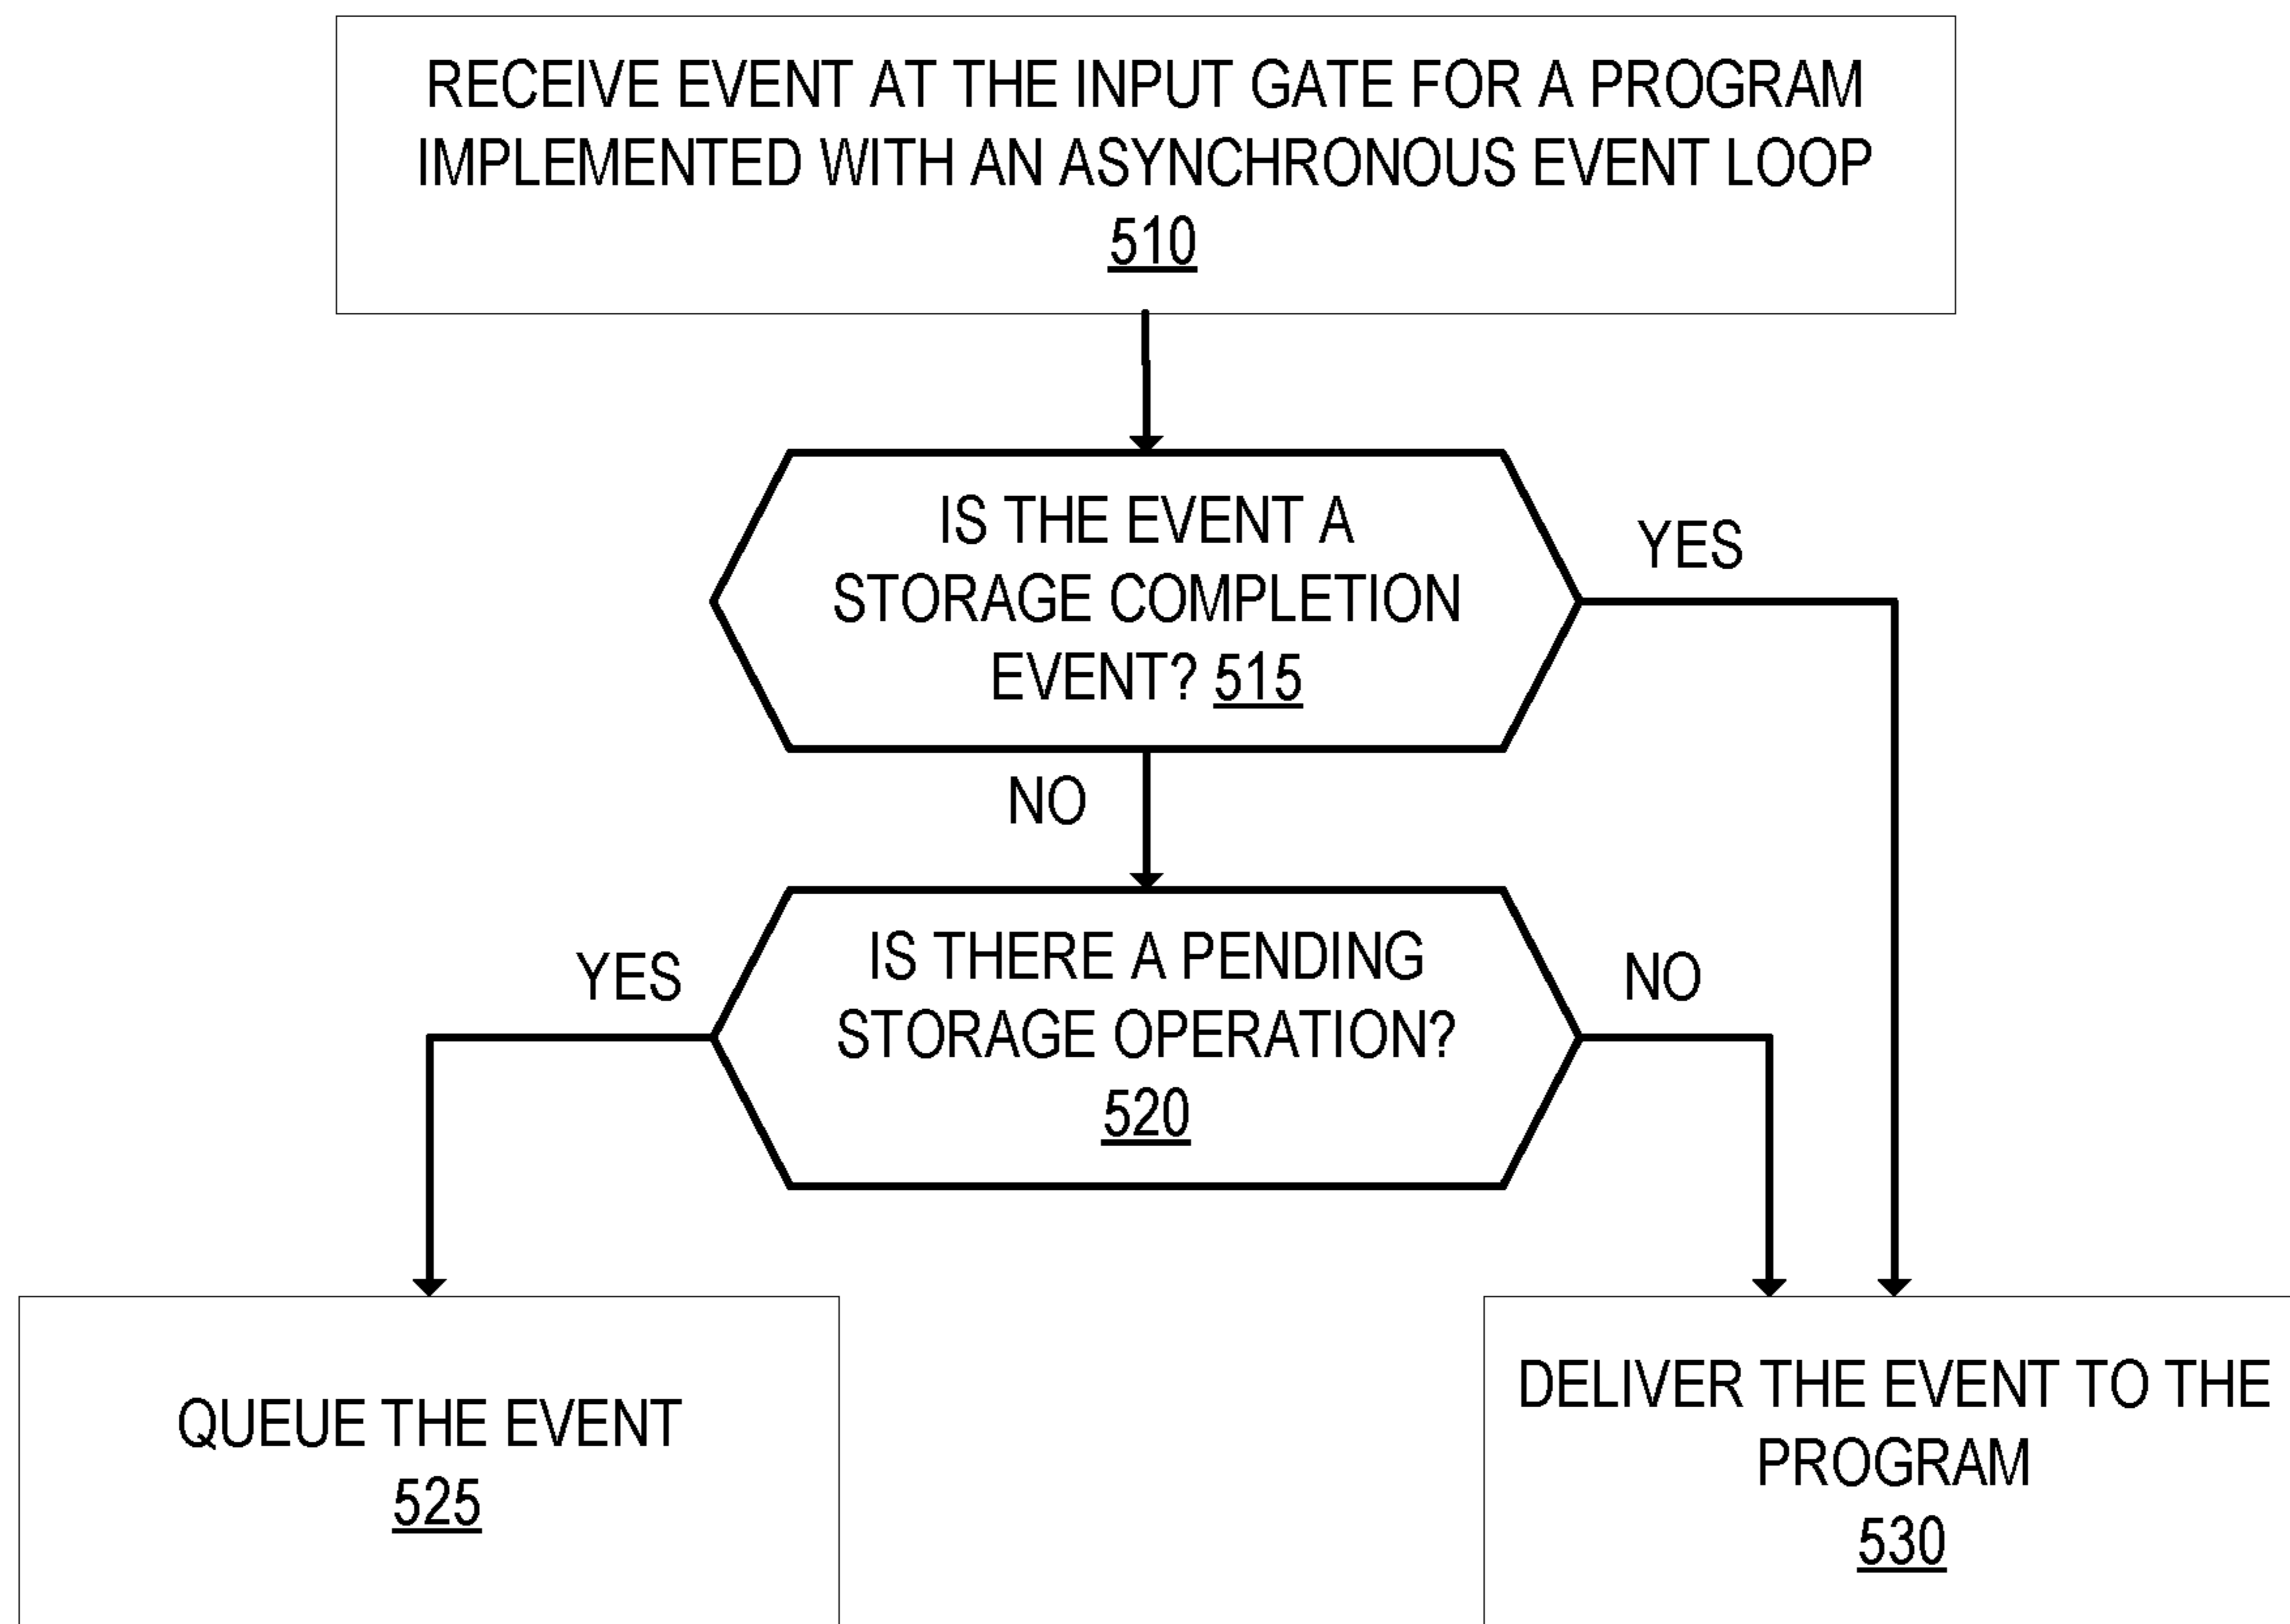 RECEIVE EVENT AT THE INPUT GATE FOR A PROGRAM
IMPLEMENTED WITH AN ASYNCHRONOUS EVENT LOOP
510
IS THE EVENT A
STORAGE COMPLETION
EVENT? 515
YES
NO
IS THERE A PENDING
STORAGE OPERATION?
520
YES
NO
QUEUE THE EVENT
525
DELIVER THE EVENT TO THE
PROGRAM
530